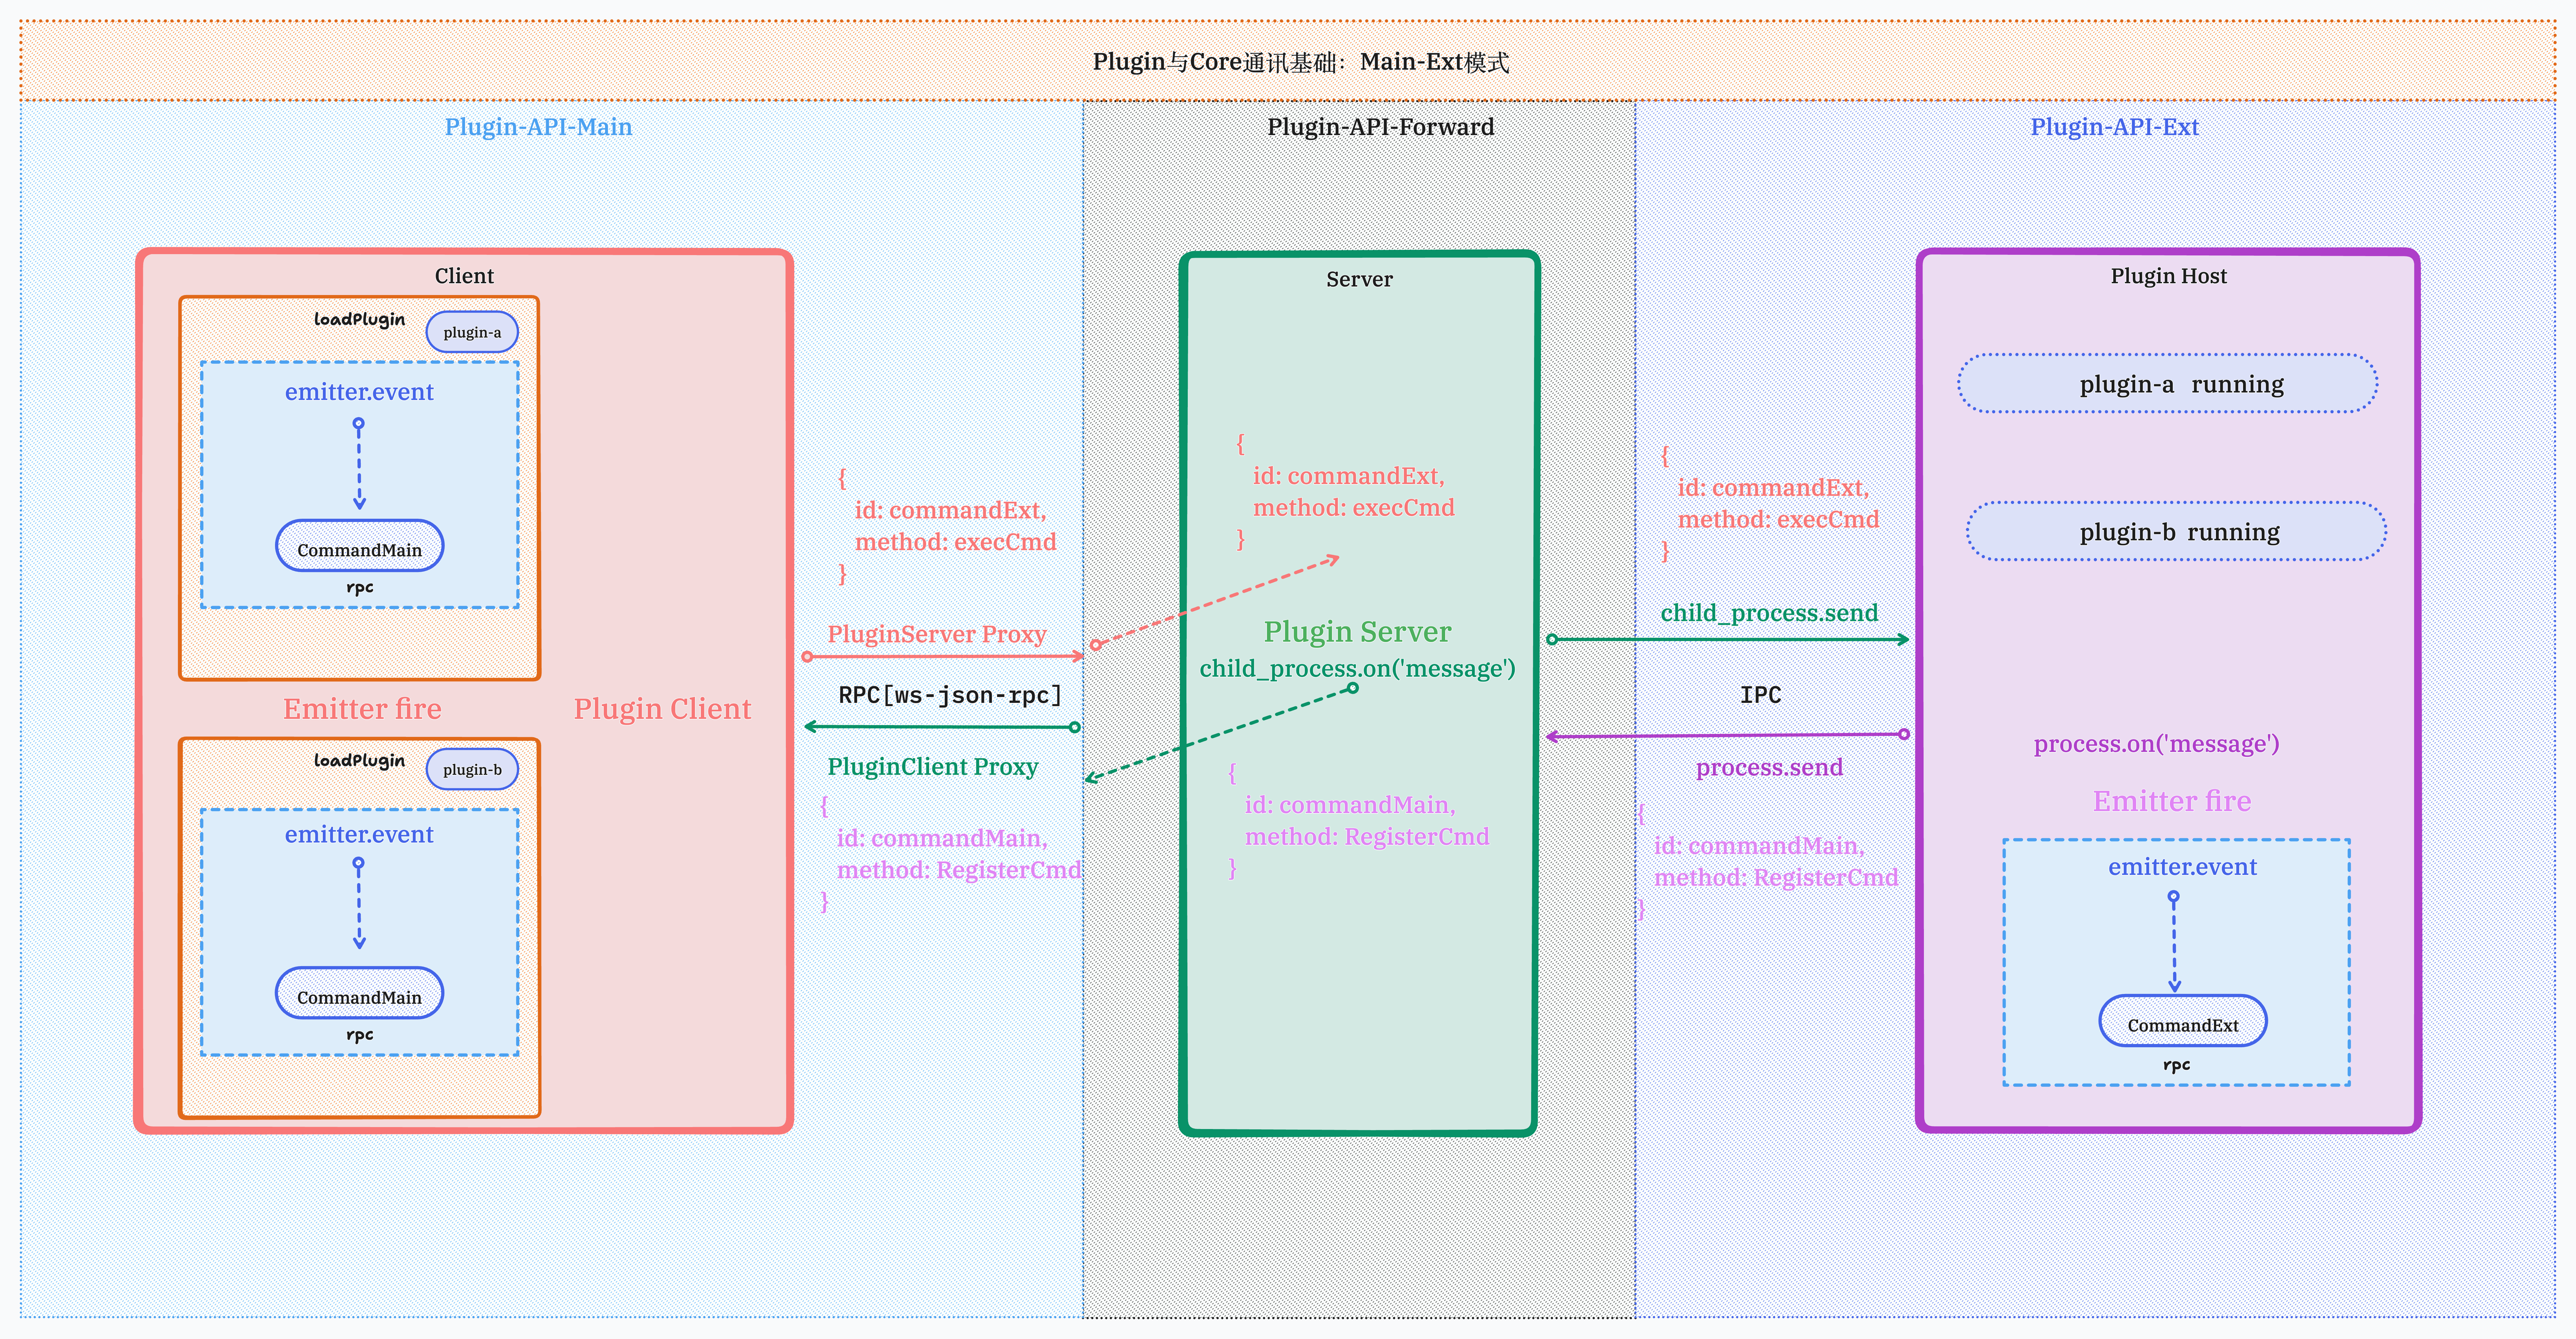 Plugin与Core通讯基础：Main-Ext模式
Plugin-API-Main
Plugin-API-Forward
Plugin-API-Ext
Client
loadPlugin
plugin-a
emitter.event
CommandMain
rpc
Emitter fire
Plugin Client
loadPlugin
plugin-b
emitter.event
CommandMain
rpc
{
id: commandExt,
method: execCmd
}
PluginServer Proxy
RPC[ws-json-rpc]
PluginClient Proxy
{
id: commandMain,
method: RegisterCmd
}
Server
{
id: commandExt,
method: execCmd
}
Plugin Server
child_process.on('message')
{
id: commandMain,
method: RegisterCmd
}
{
id: commandExt,
method: execCmd
}
child_process.send
IPC
process.send
{
id: commandMain,
method: RegisterCmd
}
Plugin Host
plugin-a running
plugin-b running
process.on('message')
Emitter fire
emitter.event
CommandExt
rpc